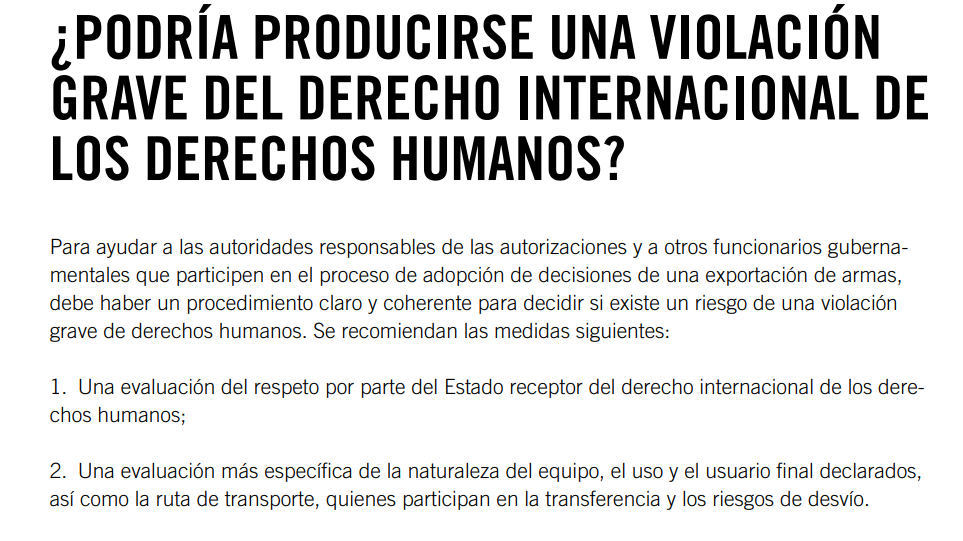 ¿PODRÍA PRODUCIRSE UNA VIOLACIÓN
GRAVE DEL DERECHO INTERNACIONAL DE
LOS DERECHOS HUMANOS?
Para ayudar a las autoridades responsables de las autorizaciones y a otros funcionarios guberna-
mentales que participen en el proceso de adopción de decisiones de una exportación de armas,
debe haber un procedimiento claro y coherente para decidir si existe un riesgo de una violación
grave de derechos humanos. Se recomiendan las medidas siguientes:
1. Una evaluación del respeto por parte del Estado receptor del derecho internacional de los dere-
chos humanos;
2. Una evaluación más específica de la naturaleza del equipo, el uso y el usuario final declarados,
así como la ruta de transporte, quienes participan en la transferencia y los riesgos de desvío.